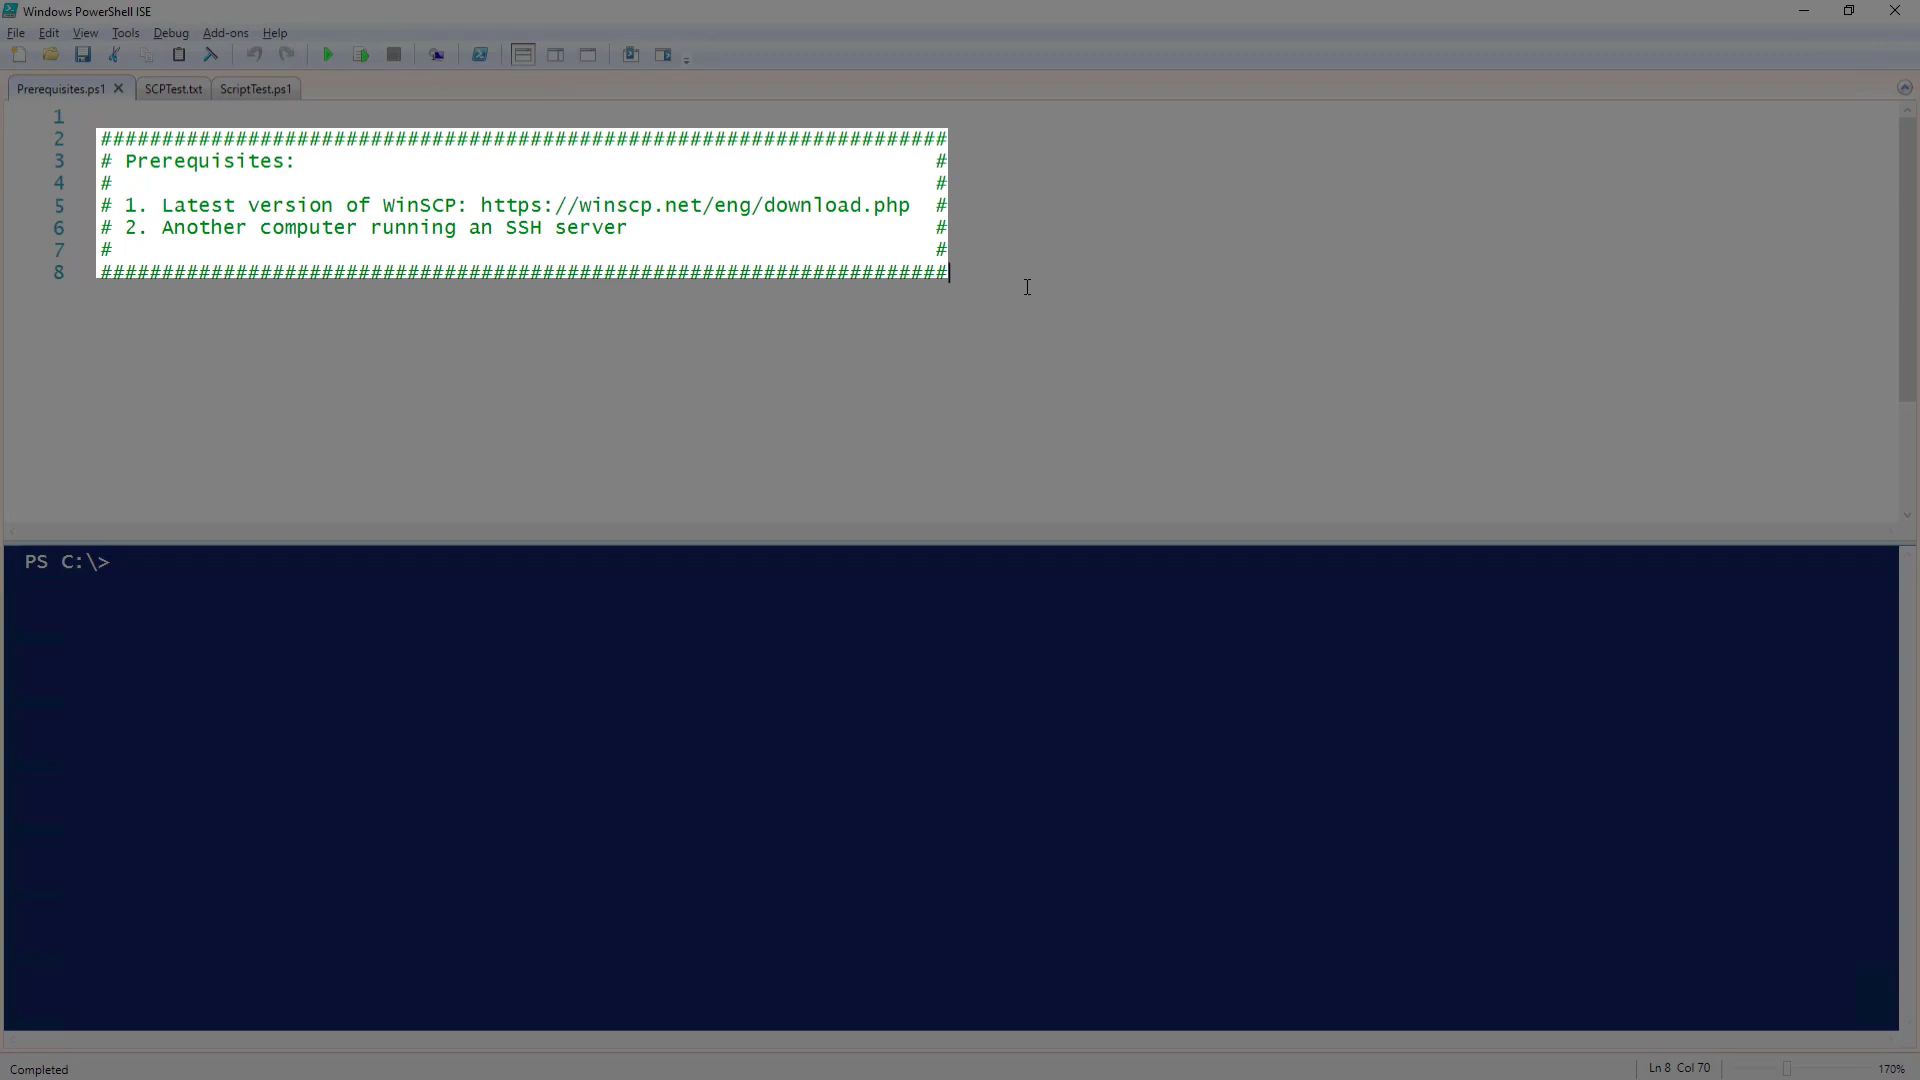 Windows PowerShell ISE
File Edit View Tools Debug Add-ons Help
Prerequisites.ps1 SCPTest.txt ScriptTest.ps1
1
2 #####################################################################
3 # Prerequisites: #
4 # #
5 # 1. Latest version of WinSCP: https://winscp.net/eng/download.php #
6 # 2. Another computer running an SSH server #
7 # #
8 #####################################################################
PS C:\>
Completed Ln 8 Col 70 170%